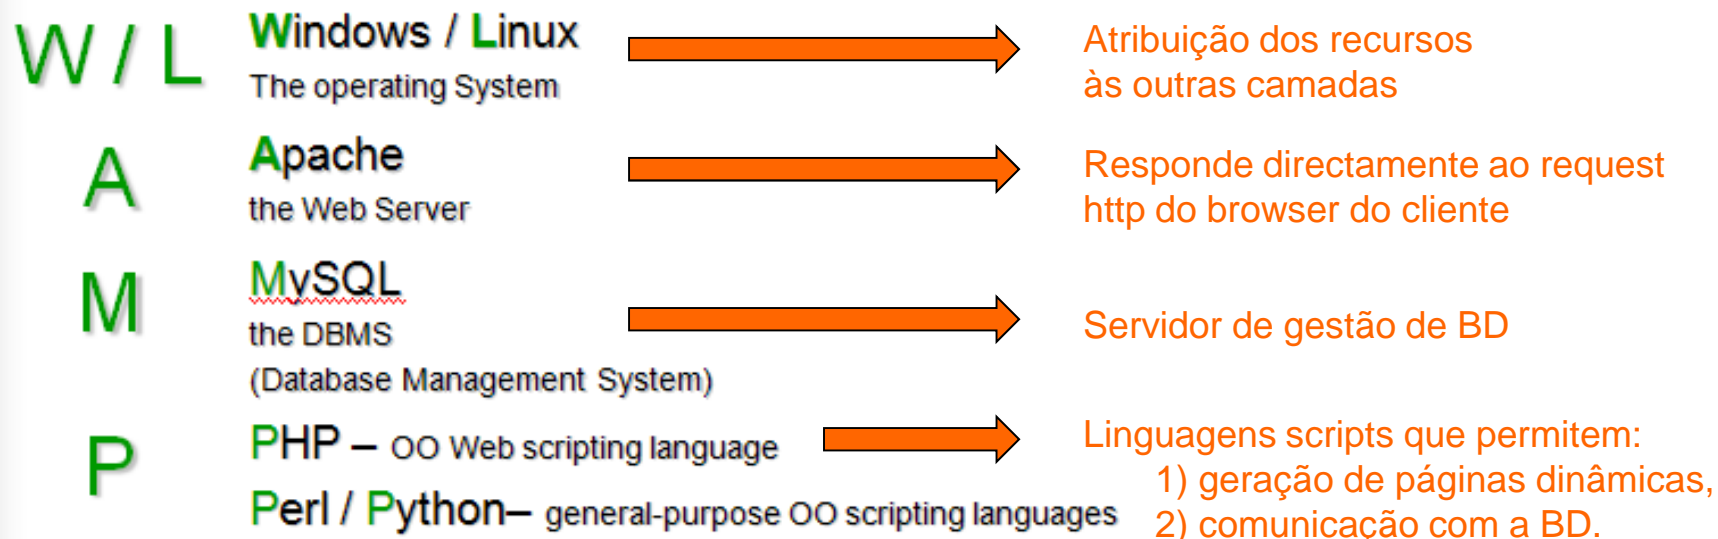 W / L
Windows / Linux
The operating System
Atribuição dos recursos
às outras camadas
A
Apache
the Web Server
Responde directamente ao request
http do browser do cliente
M
MySQL
the DBMS
(Database Management System)
Servidor de gestão de BD
P
PHP – OO Web scripting language
Perl / Python– general-purpose OO scripting languages
Linguagens scripts que permitem:
1) geração de páginas dinâmicas,
2) comunicação com a BD.